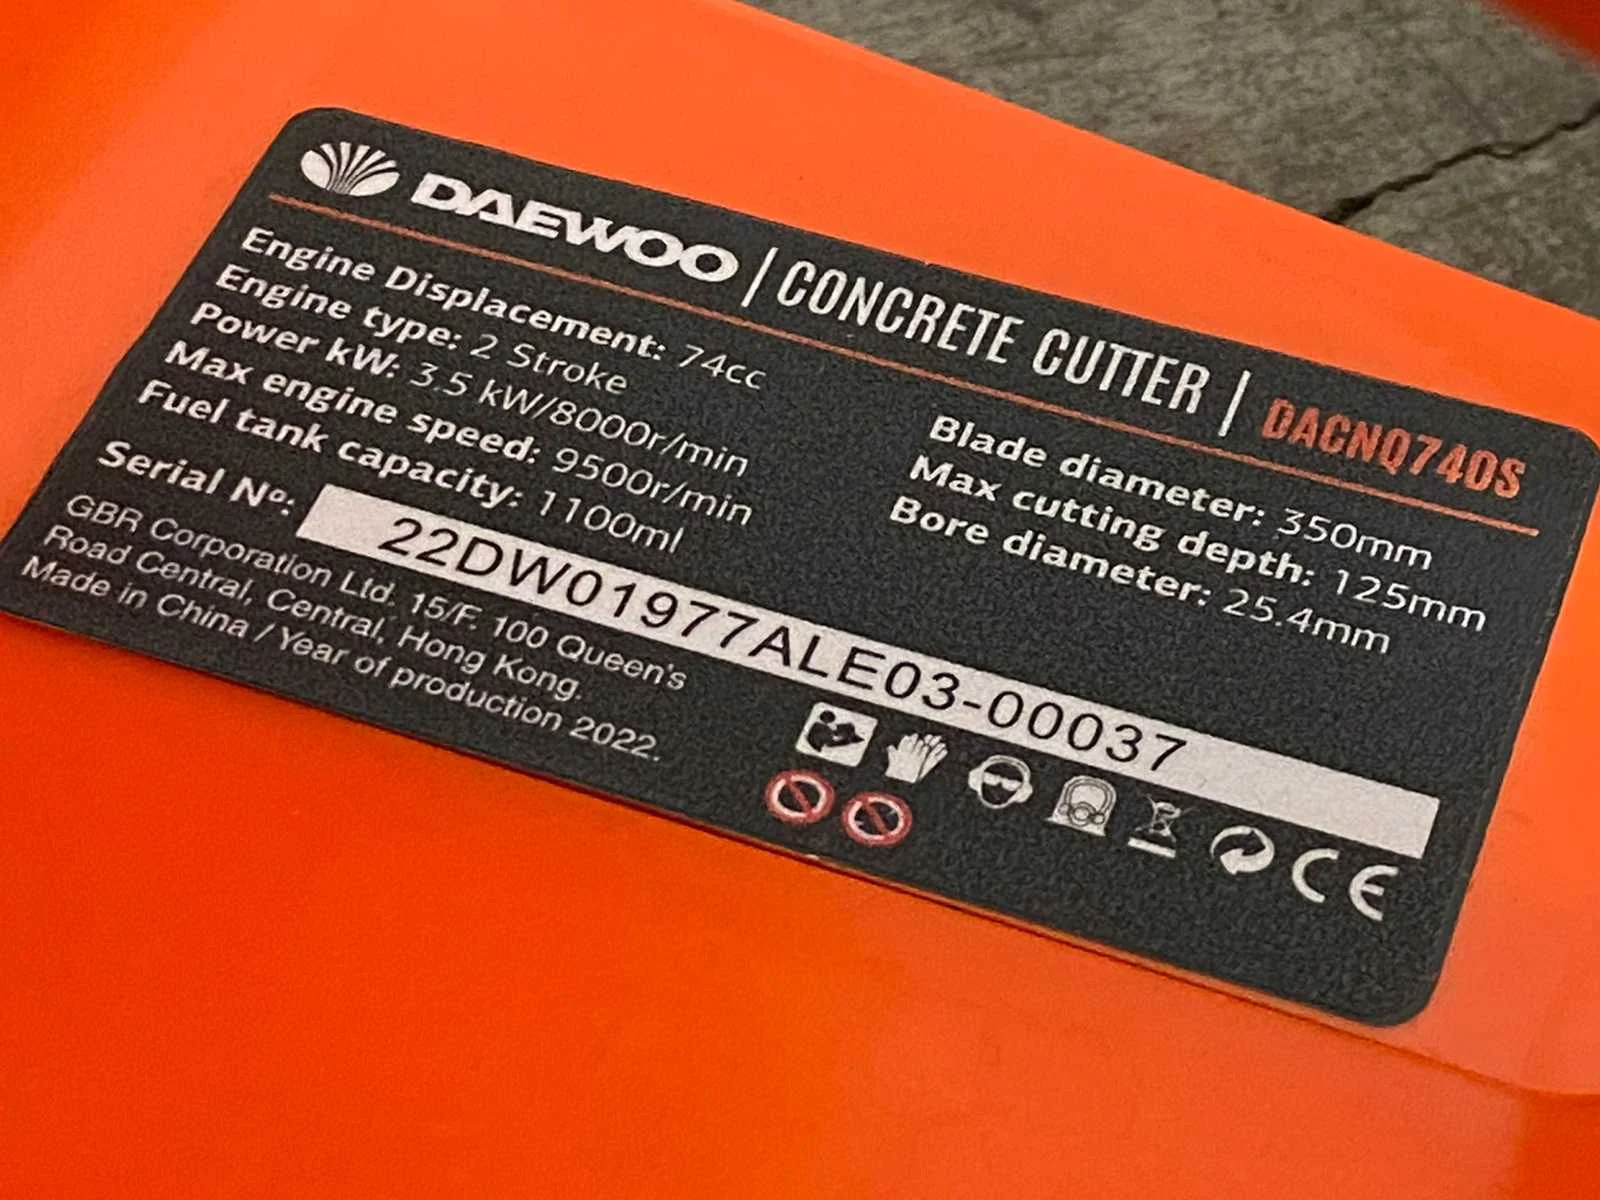 DAEWOO | CONCRETE CUTTER | DACNQ740S
Engine Displacement: 74cc
Engine type: 2 Stroke
Power kW: 3.5 kW/8000r/min
Max engine speed: 9500r/min
Fuel tank capacity: 1100ml
Blade diameter: 350mm
Max cutting depth: 125mm
Bore diameter: 25.4mm
Serial Nº: 22DW01977ALE03-00037
GBR Corporation Ltd. 15/F. 100 Queen's
Road Central, Central, Hong Kong.
Made in China / Year of production 2022.
CE